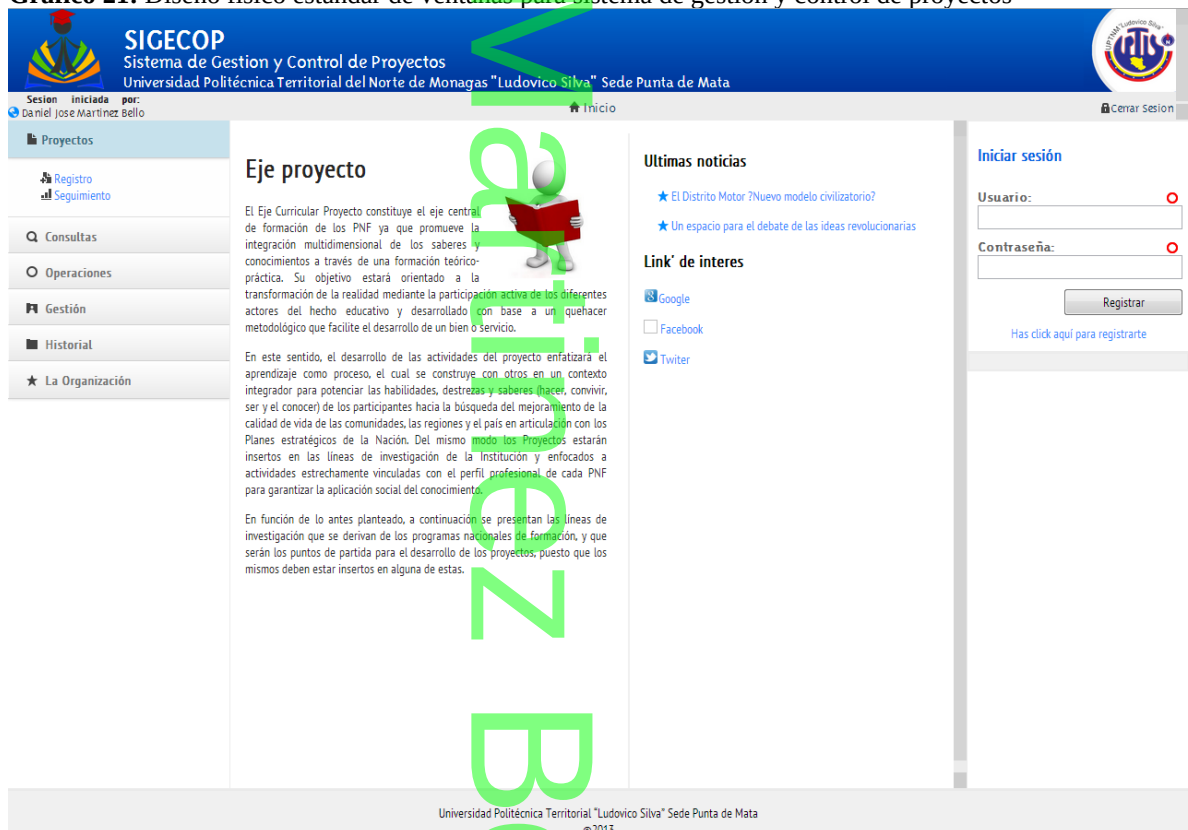 Gráfico 21: Diseño físico estándar de ventanas para sistema de gestión y control de proyectos
SIGECOP
Sistema de Gestion y Control de Proyectos
Universidad Politécnica Territorial del Norte de Monagas "Ludovico Silva" Sede Punta de Mata
Sesion iniciada por:
Daniel Jose Martinez Bello
Inicio
Cerrar Sesion
Proyectos
Registro
Seguimiento
Consultas
Operaciones
Gestión
Historial
La Organización
Eje proyecto
El Eje Curricular Proyecto constituye el eje central
de formación de los PNF ya que promueve la
integración multidimensional de los saberes y
conocimientos a través de una formación teórico-
práctica. Su objetivo estará orientado a la
transformación de la realidad mediante la participación activa de los diferentes
actores del hecho educativo y desarrollado con base a un quehacer
metodológico que facilite el desarrollo de un bien o servicio.
En este sentido, el desarrollo de las actividades del proyecto enfatizará el
aprendizaje como proceso, el cual se construye con otros en un contexto
integrador para potenciar las habilidades, destrezas y saberes (hacer, convivir,
ser y el conocer) de los participantes hacia la búsqueda del mejoramiento de la
calidad de vida de las comunidades, las regiones y el país en articulación con los
Planes estratégicos de la Nación. Del mismo modo los Proyectos estarán
insertos en las líneas de investigación de la Institución y enfocados a
actividades estrechamente vinculadas con el perfil profesional de cada PNF
para garantizar la aplicación social del conocimiento.
En función de lo antes planteado, a continuación se presentan las líneas de
investigación que se derivan de los programas nacionales de formación, y que
serán los puntos de partida para el desarrollo de los proyectos, puesto que los
mismos deben estar insertos en alguna de estas.
Ultimas noticias
El Distrito Motor ?Nuevo modelo civilizatorio?
Un espacio para el debate de las ideas revolucionarias
Link' de interes
Google
Facebook
Twiter
Iniciar sesión
Usuario:
Contraseña:
Registrar
Has click aquí para registrarte
Universidad Politécnica Territorial "Ludovico Silva" Sede Punta de Mata
©2013
Martinez Be